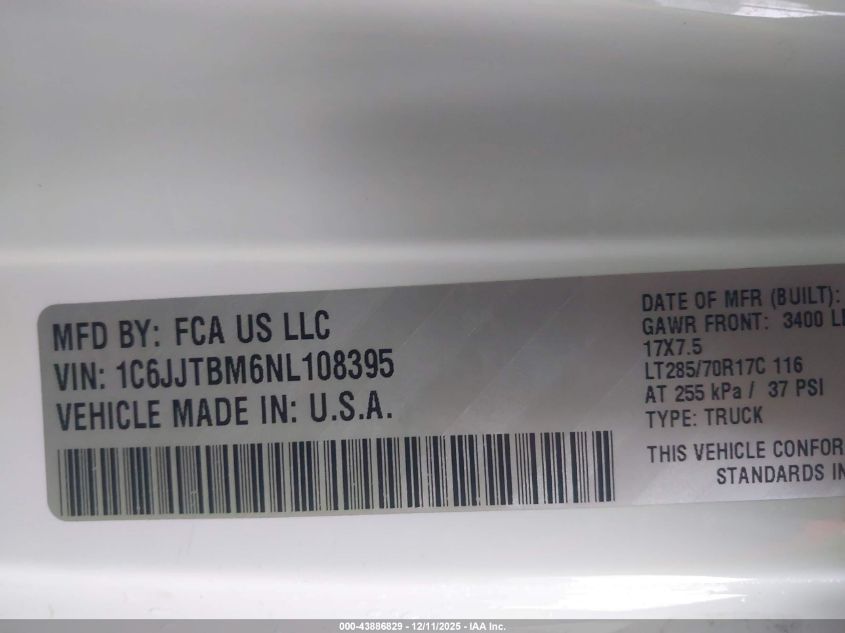 MFD BY: FCA US LLC
VIN: 1C6JJTBM6NL108395
VEHICLE MADE IN: U.S.A.
DATE OF MFR (BUILT):
GAWR FRONT: 3400 L
17X7.5
LT285/70R17C 116
AT 255 kPa / 37 PSI
TYPE: TRUCK
THIS VEHICLE CONFOR
STANDARDS IN
000-43886829 - 12/11/2025 - IAA Inc.